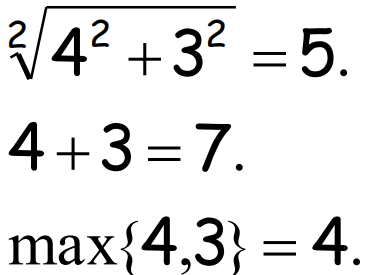 ²√4² + 3² = 5.
4 + 3 = 7.
max{4,3} = 4.